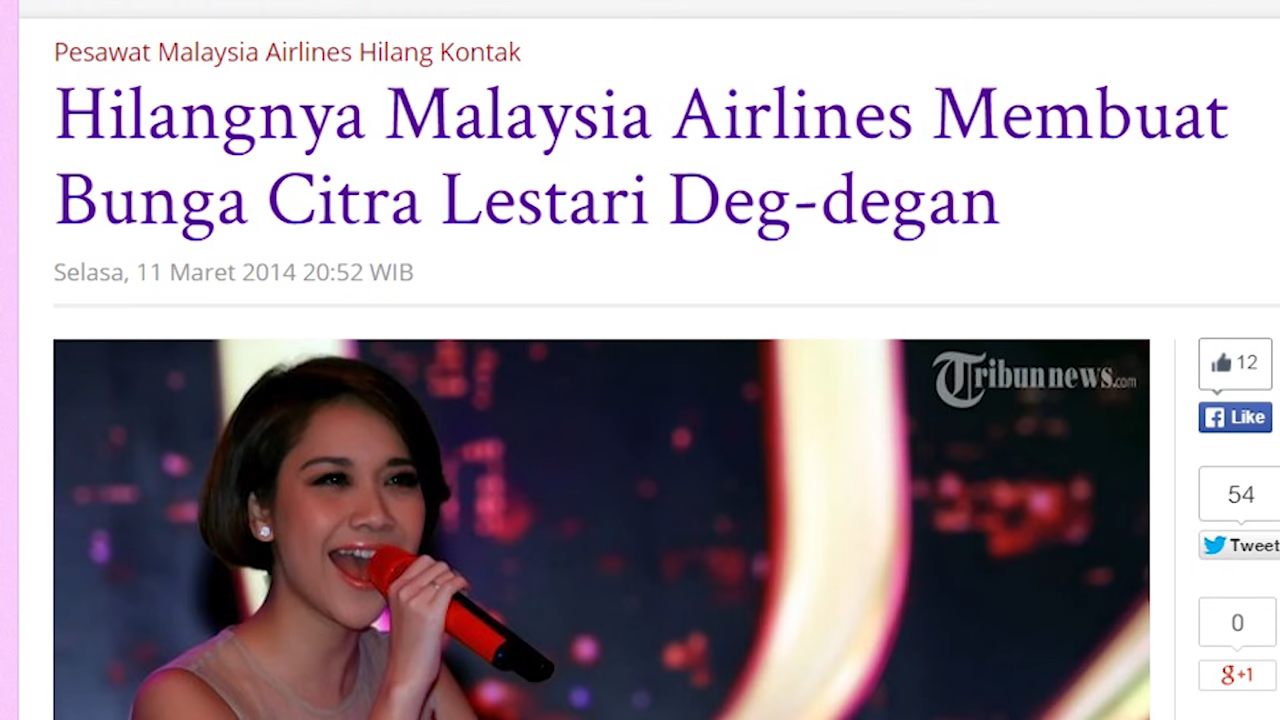 Pesawat Malaysia Airlines Hilang Kontak
Hilangnya Malaysia Airlines Membuat
Bunga Citra Lestari Deg-degan
Selasa, 11 Maret 2014 20:52 WIB
Tribunnews.com
12
Like
54
Tweet
0
g+1